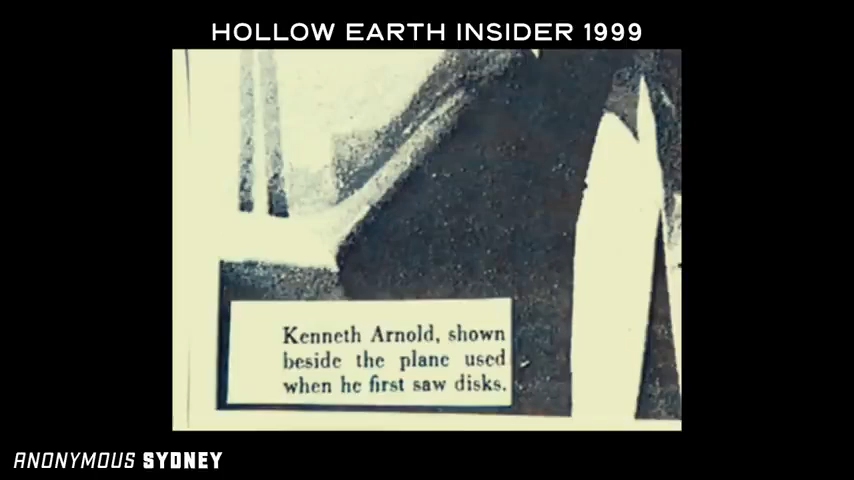 HOLLOW EARTH INSIDER 1999
Kenneth Arnold, shown
beside the plane used
when he first saw disks.
ANONYMOUS SYDNEY